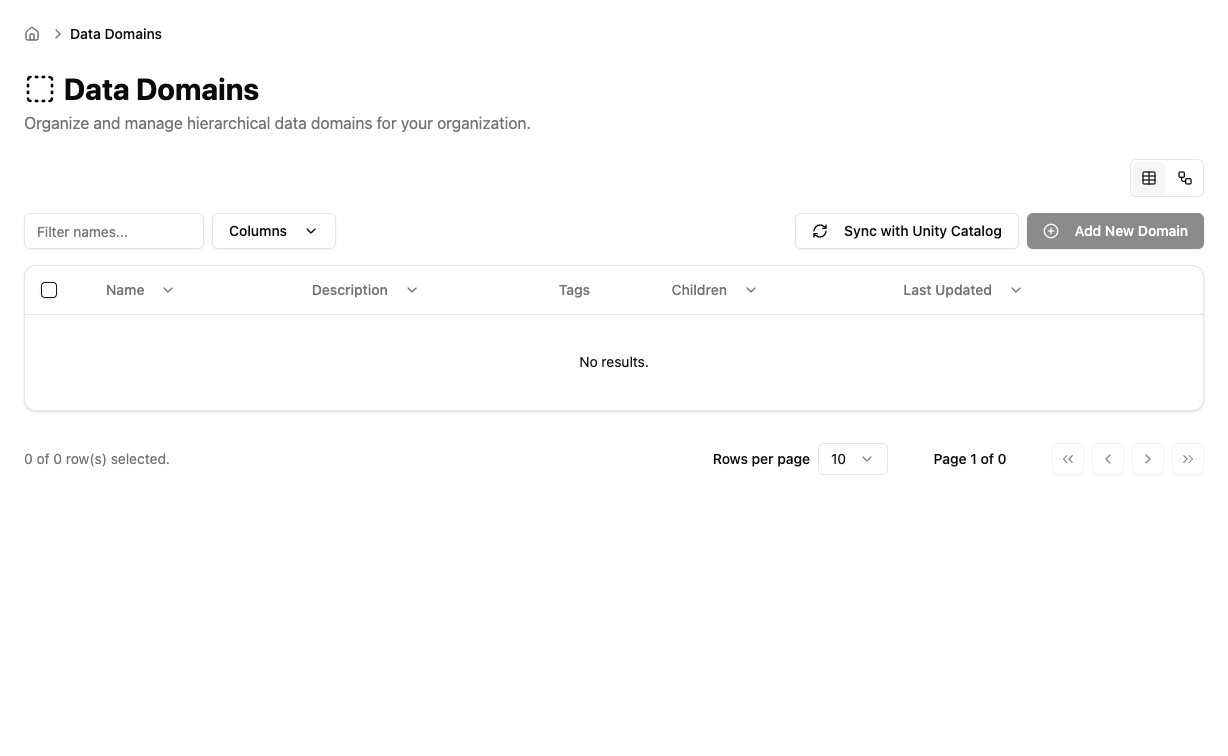 Data Domains
Data Domains
Organize and manage hierarchical data domains for your organization.
Filter names...
Columns
Sync with Unity Catalog
Add New Domain
Name
Description
Tags
Children
Last Updated
No results.
0 of 0 row(s) selected.
Rows per page
10
Page 1 of 0